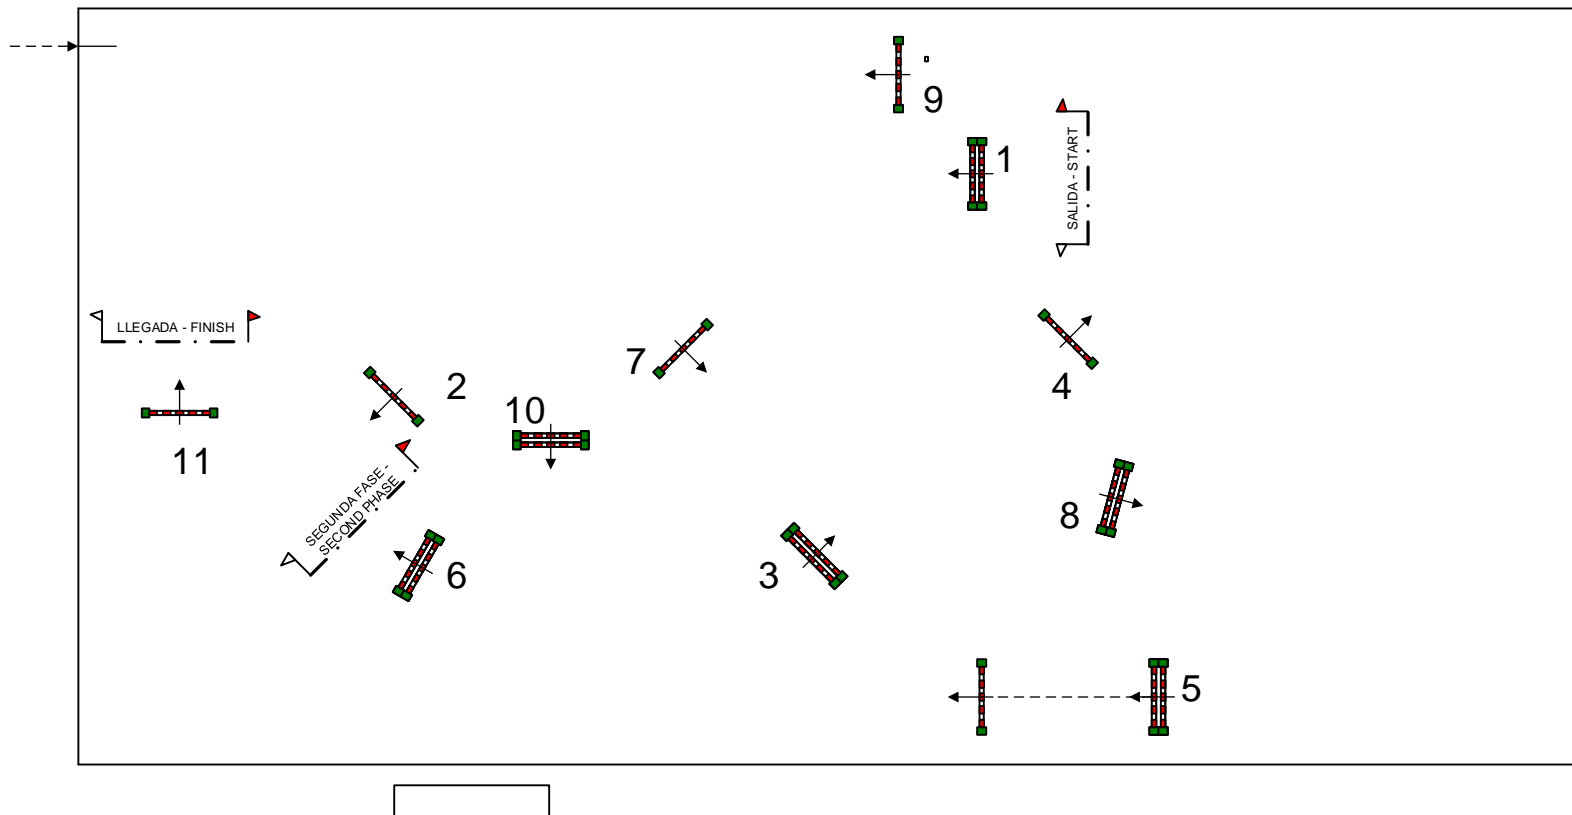 9
1
SALIDA - START
LLEGADA - FINISH
7
2
4
10
11
SEGUNDA FASE -
SECOND PHASE
8
6
3
5